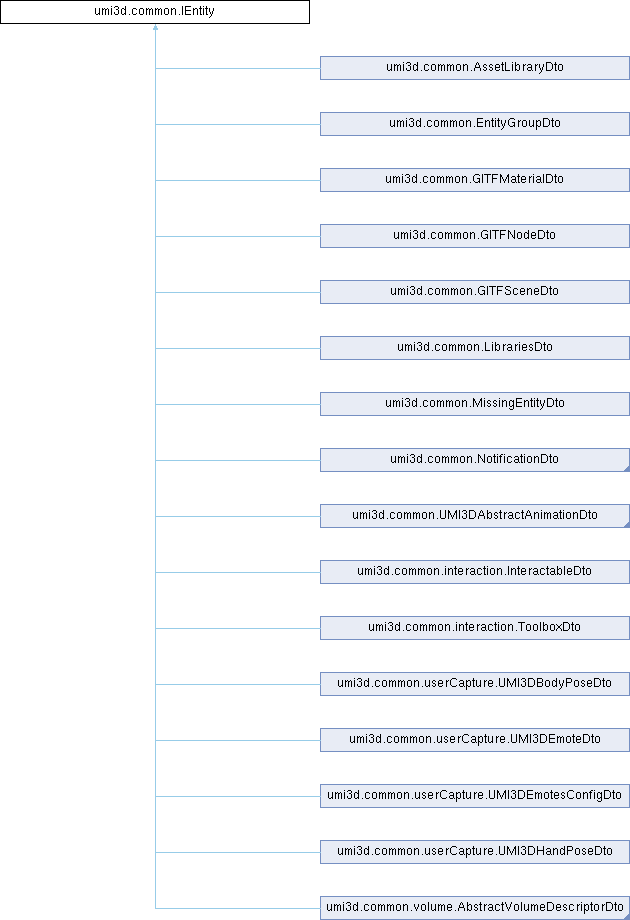 umi3d.common.IEntity
umi3d.common.AssetLibraryDto
umi3d.common.EntityGroupDto
umi3d.common.GlTFMaterialDto
umi3d.common.GlTFNodeDto
umi3d.common.GlTFSceneDto
umi3d.common.LibrariesDto
umi3d.common.MissingEntityDto
umi3d.common.NotificationDto
umi3d.common.UMI3DAbstractAnimationDto
umi3d.common.interaction.InteractableDto
umi3d.common.interaction.ToolboxDto
umi3d.common.userCapture.UMI3DBodyPoseDto
umi3d.common.userCapture.UMI3DEmoteDto
umi3d.common.userCapture.UMI3DEmotesConfigDto
umi3d.common.userCapture.UMI3DHandPoseDto
umi3d.common.volume.AbstractVolumeDescriptorDto